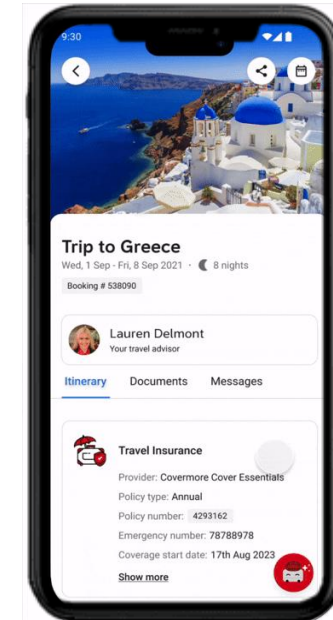 9:30
Trip to Greece
Wed, 1 Sep - Fri, 8 Sep 2021 · 8 nights
Booking # 538090
Lauren Delmont
Your travel advisor
Itinerary Documents Messages
Travel Insurance
Provider: Covermore Cover Essentials
Policy type: Annual
Policy number: 4293162
Emergency number: 78788978
Coverage start date: 17th Aug 2023
Show more